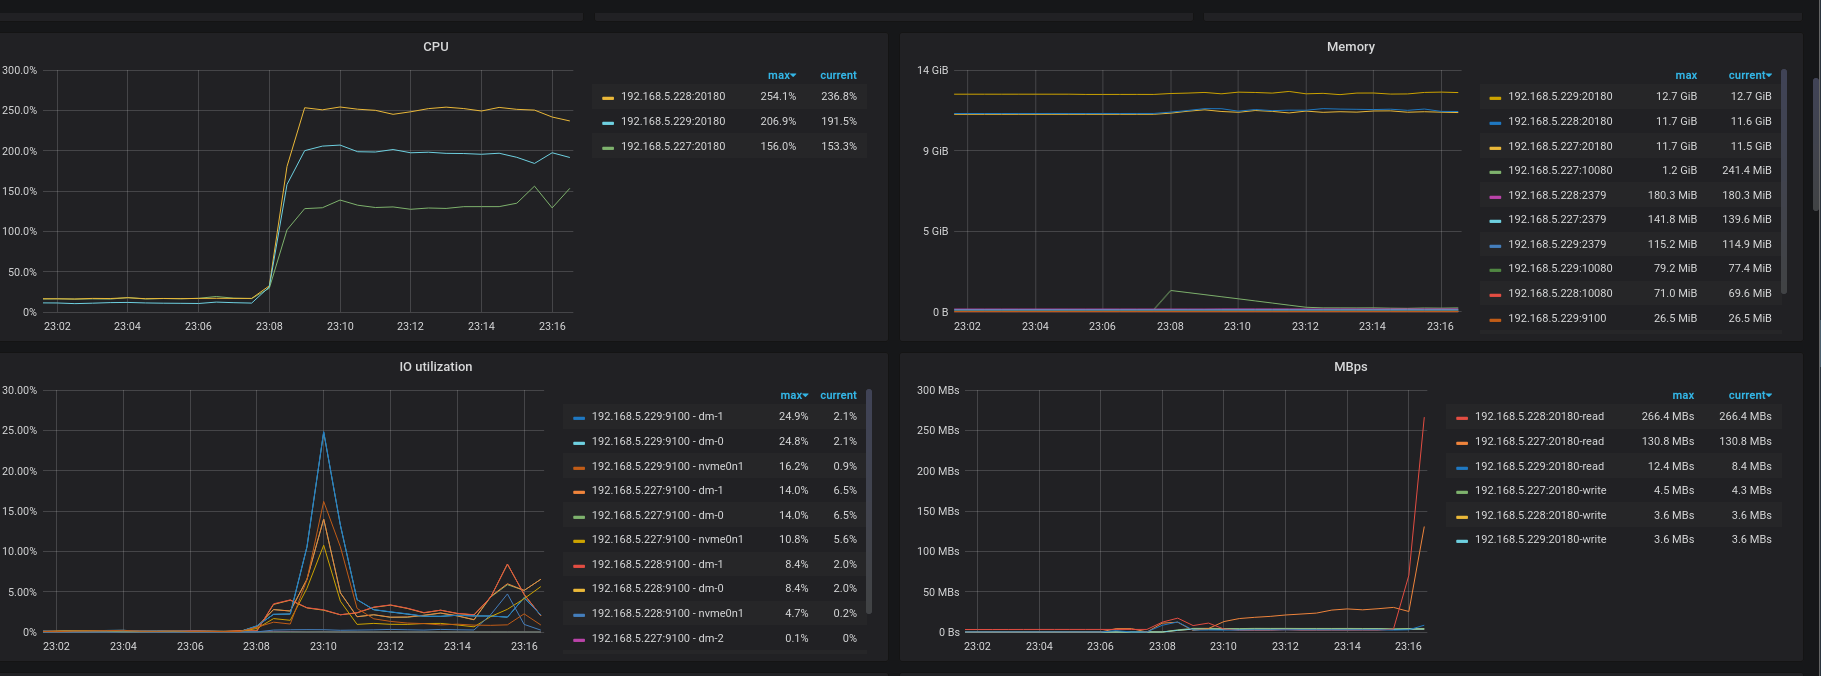 CPU
300.0%
250.0%
200.0%
150.0%
100.0%
50.0%
0%
23:02 23:04 23:06 23:08 23:10 23:12 23:14 23:16
max current
192.168.5.228:20180 254.1% 236.8%
192.168.5.229:20180 206.9% 191.5%
192.168.5.227:20180 156.0% 153.3%
Memory
14 GiB
9 GiB
5 GiB
0 B
23:02 23:04 23:06 23:08 23:10 23:12 23:14 23:16
max current
192.168.5.229:20180 12.7 GiB 12.7 GiB
192.168.5.228:20180 11.7 GiB 11.6 GiB
192.168.5.227:20180 11.7 GiB 11.5 GiB
192.168.5.227:10080 1.2 GiB 241.4 MiB
192.168.5.228:2379 180.3 MiB 180.3 MiB
192.168.5.227:2379 141.8 MiB 139.6 MiB
192.168.5.229:2379 115.2 MiB 114.9 MiB
192.168.5.229:10080 79.2 MiB 77.4 MiB
192.168.5.228:10080 71.0 MiB 69.6 MiB
192.168.5.229:9100 26.5 MiB 26.5 MiB
IO utilization
30.00%
25.00%
20.00%
15.00%
10.00%
5.00%
0%
23:02 23:04 23:06 23:08 23:10 23:12 23:14 23:16
max current
192.168.5.229:9100 - dm-1 24.9% 2.1%
192.168.5.229:9100 - dm-0 24.8% 2.1%
192.168.5.229:9100 - nvme0n1 16.2% 0.9%
192.168.5.227:9100 - dm-1 14.0% 6.5%
192.168.5.227:9100 - dm-0 14.0% 6.5%
192.168.5.227:9100 - nvme0n1 10.8% 5.6%
192.168.5.228:9100 - dm-1 8.4% 2.0%
192.168.5.228:9100 - dm-0 8.4% 2.0%
192.168.5.228:9100 - nvme0n1 4.7% 0.2%
192.168.5.227:9100 - dm-2 0.1% 0%
MBps
300 MBs
250 MBs
200 MBs
150 MBs
100 MBs
50 MBs
0 Bs
23:02 23:04 23:06 23:08 23:10 23:12 23:14 23:16
max current
192.168.5.228:20180-read 266.4 MBs 266.4 MBs
192.168.5.227:20180-read 130.8 MBs 130.8 MBs
192.168.5.229:20180-read 12.4 MBs 8.4 MBs
192.168.5.227:20180-write 4.5 MBs 4.3 MBs
192.168.5.228:20180-write 3.6 MBs 3.6 MBs
192.168.5.229:20180-write 3.6 MBs 3.6 MBs